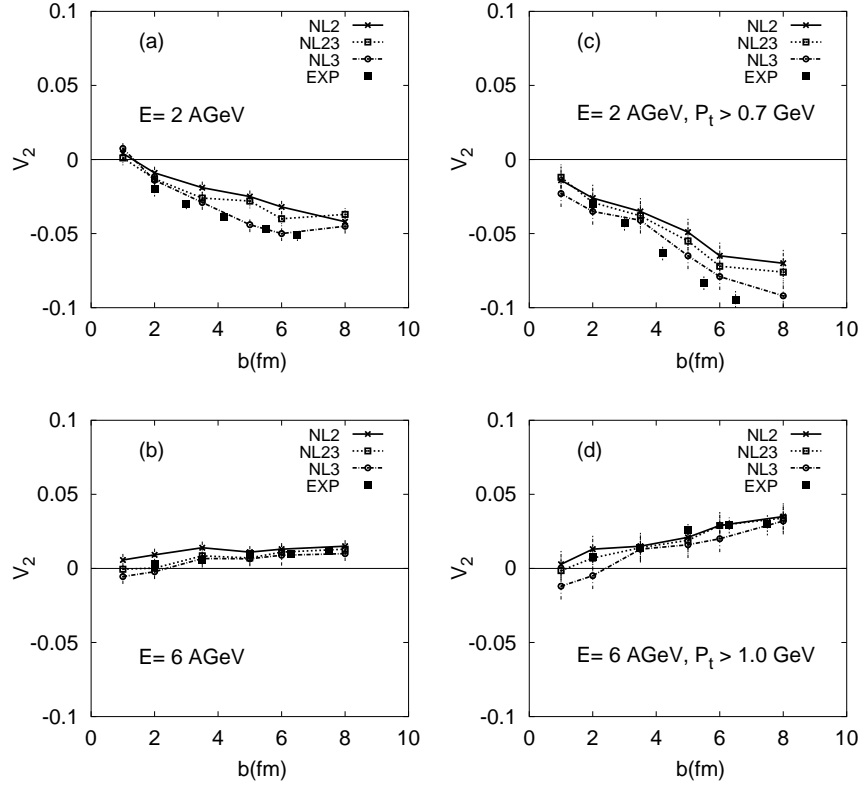 (a)
NL2
NL23
NL3
EXP
E= 2 AGeV
V2
0.1
0.05
0
-0.05
-0.1
0 2 4 6 8 10
b(fm)
(c)
NL2
NL23
NL3
EXP
E= 2 AGeV, Pt > 0.7 GeV
V2
0.1
0.05
0
-0.05
-0.1
0 2 4 6 8 10
b(fm)
(b)
NL2
NL23
NL3
EXP
E= 6 AGeV
V2
0.1
0.05
0
-0.05
-0.1
0 2 4 6 8 10
b(fm)
(d)
NL2
NL23
NL3
EXP
E= 6 AGeV, Pt > 1.0 GeV
V2
0.1
0.05
0
-0.05
-0.1
0 2 4 6 8 10
b(fm)